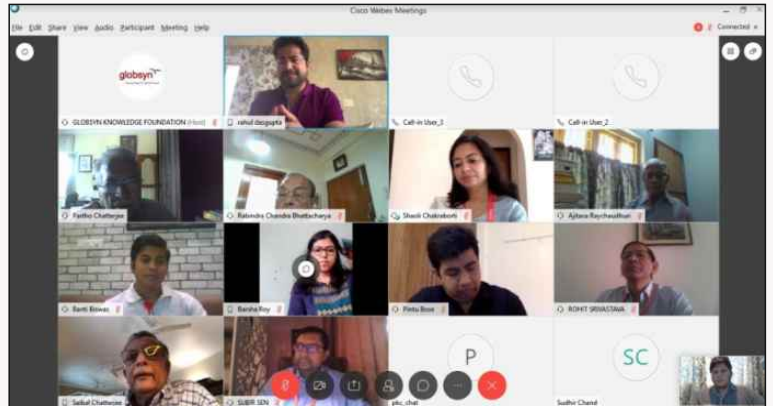 Cisco Webex Meetings
File Edit Share View Audio Participant Meeting Help
Connected
globsyn
GLOBSYN KNOWLEDGE FOUNDATION (Host)
rahul dasgupta
Call-in User_3
Call-in User_2
Partho Chatterjee
Rabindra Chandra Bhattacharya
Shaoli Chakraborti
Ajitava Raychaudhuri
Banti Biswas
Barsha Roy
Pintu Bose
ROHIT SRIVASTAVA
P
SC
Saibal Chatterjee
SUBIR SEN
pkc_chat
Sudhir Chand